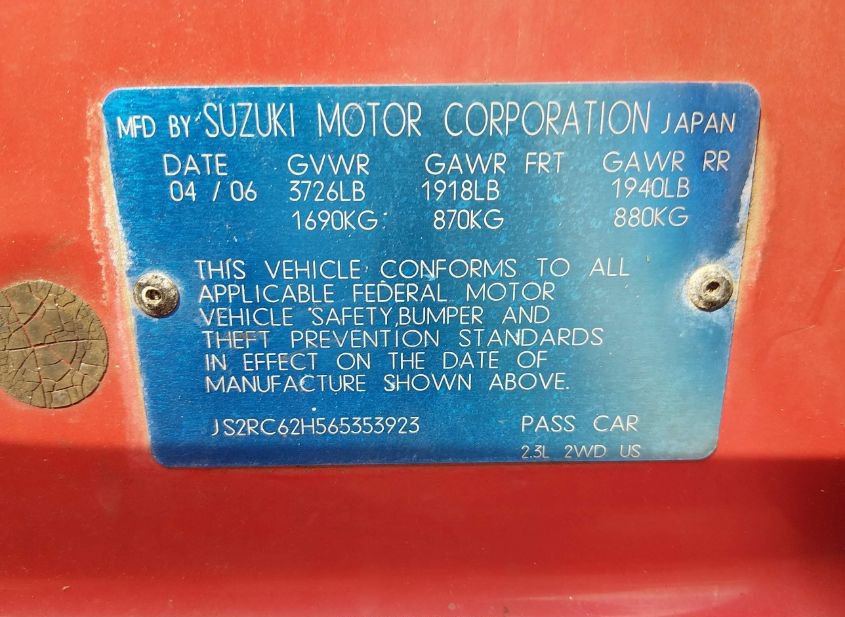 MFD BY SUZUKI MOTOR CORPORATION JAPAN
DATE GVWR GAWR FRT GAWR RR
04 / 06 3726LB 1918LB 1940LB
1690KG 870KG 880KG
THIS VEHICLE CONFORMS TO ALL
APPLICABLE FEDERAL MOTOR
VEHICLE SAFETY,BUMPER AND
THEFT PREVENTION STANDARDS
IN EFFECT ON THE DATE OF
MANUFACTURE SHOWN ABOVE.
JS2RC62H565353923 PASS CAR
2.3L 2WD US